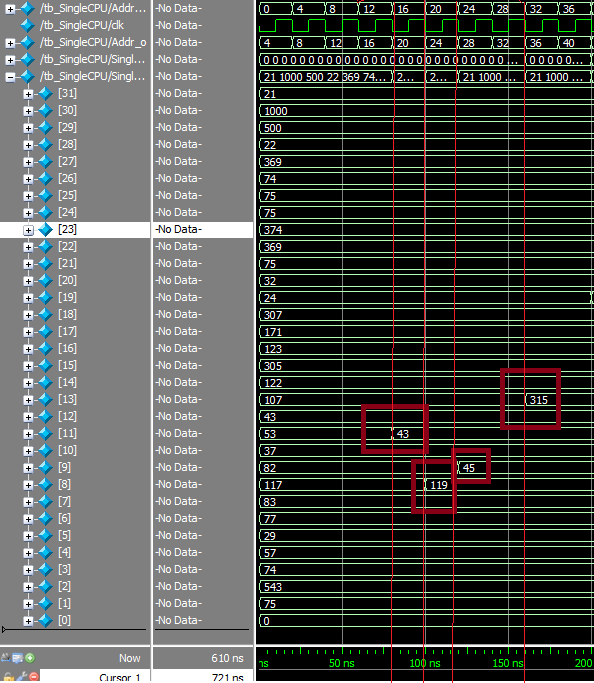 /tb_SingleCPU/Addr... -No Data- 0 4 8 12 16 20 24 28 32 36
/tb_SingleCPU/clk -No Data-
/tb_SingleCPU/Addr_o -No Data- 4 8 12 16 20 24 28 32 36 40
/tb_SingleCPU/Singl... -No Data- 0 0 0 0 0 0 0 0 0 0 0 0 0 0 0 0 0 0 ... 0 0 0 0 0...
/tb_SingleCPU/Singl... -No Data- 21 1000 500 22 369 74... 2... 2... 21 1000 ... 21 1000 ...
[31] -No Data- 21
[30] -No Data- 1000
[29] -No Data- 500
[28] -No Data- 22
[27] -No Data- 369
[26] -No Data- 74
[25] -No Data- 75
[24] -No Data- 75
[23] -No Data- 374
[22] -No Data- 369
[21] -No Data- 75
[20] -No Data- 32
[19] -No Data- 24
[18] -No Data- 307
[17] -No Data- 171
[16] -No Data- 123
[15] -No Data- 305
[14] -No Data- 122
[13] -No Data- 107 315
[12] -No Data- 43
[11] -No Data- 53 43
[10] -No Data- 37
[9] -No Data- 82 45
[8] -No Data- 117 119
[7] -No Data- 83
[6] -No Data- 77
[5] -No Data- 29
[4] -No Data- 57
[3] -No Data- 74
[2] -No Data- 543
[1] -No Data- 75
[0] -No Data- 0
Now 610 ns ns 50 ns 100 ns 150 ns 200
Cursor 1 721 ns